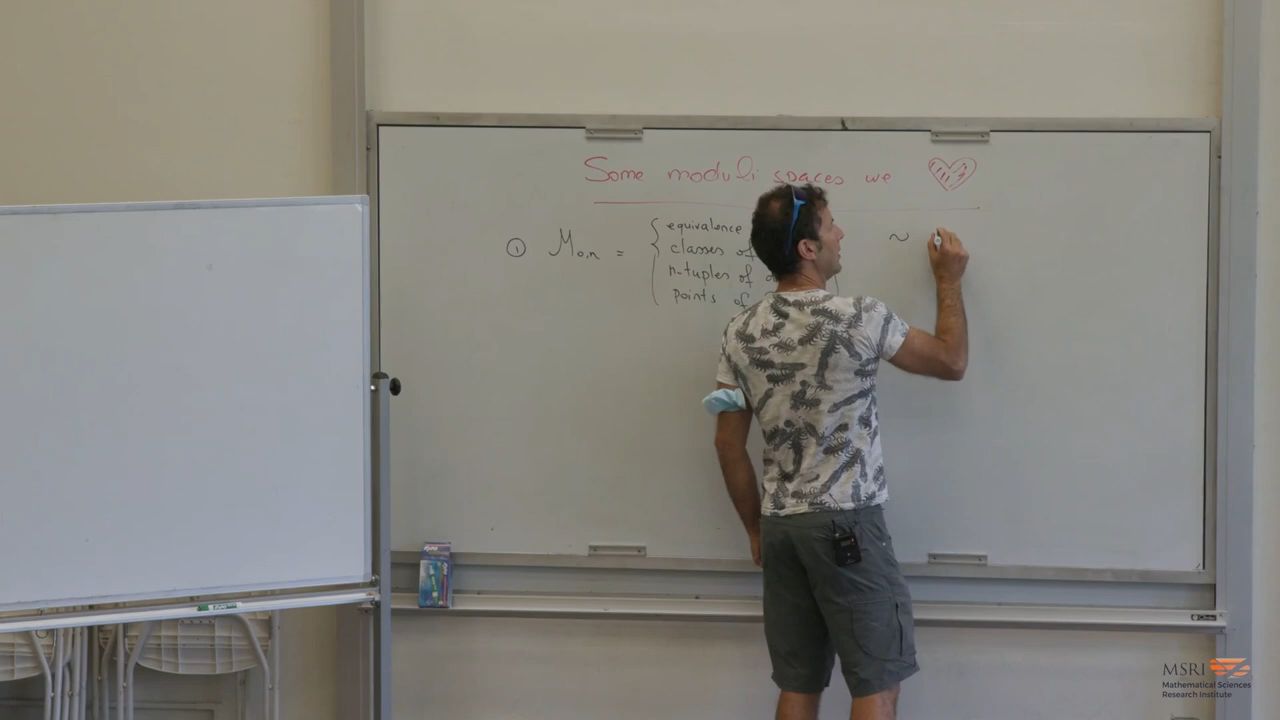 Some moduli spaces we ♡
① M₀,ₙ = { equivalence
classes of
n-tuples of
points of
~
MSRI
Mathematical Sciences
Research Institute